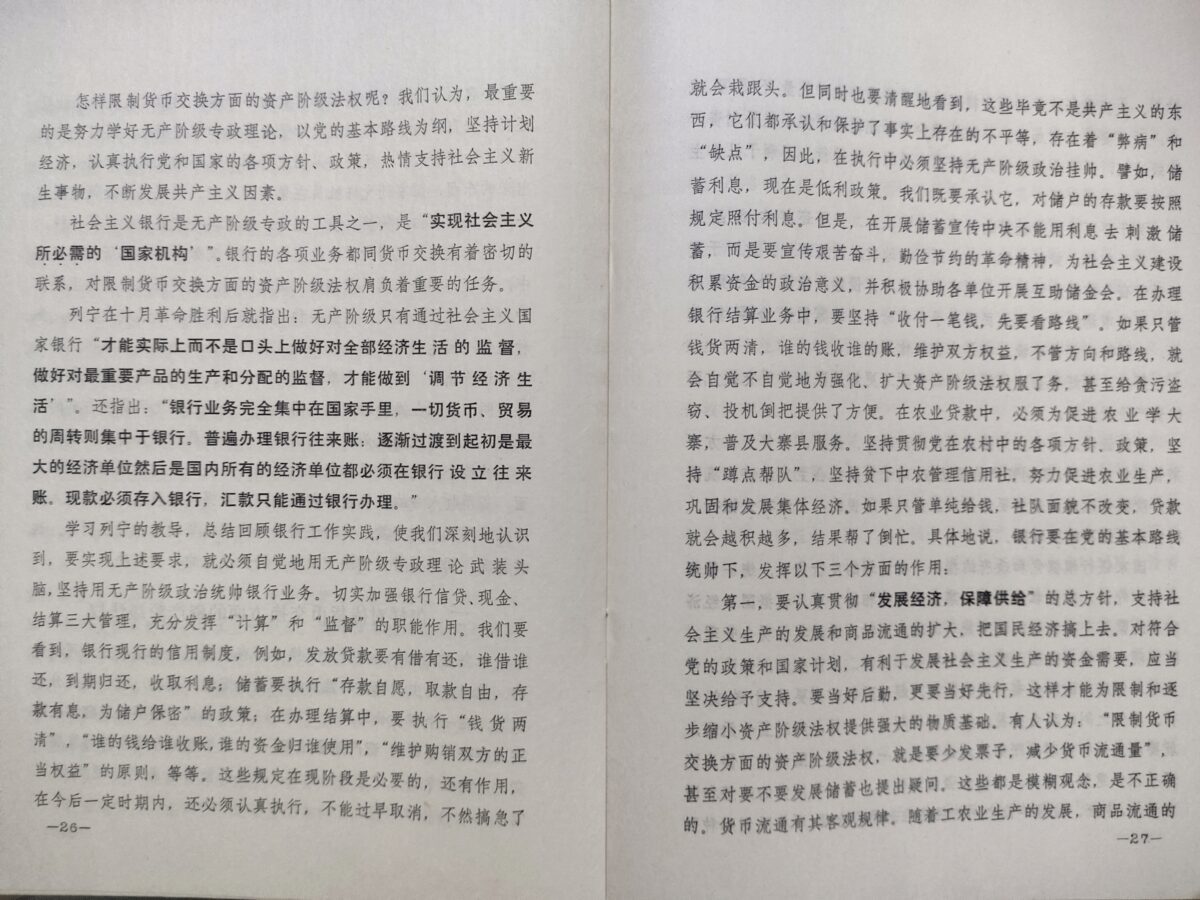 怎样限制货币交换方面的资产阶级法权呢？我们认为，最重要
的是努力学好无产阶级专政理论，以党的基本路线为纲，坚持计划
经济，认真执行党和国家的各项方针、政策，热情支持社会主义新
生事物，不断发展共产主义因素。
社会主义银行是无产阶级专政的工具之一，是“实现社会主义
所必需的‘国家机构’”。银行的各项业务都同货币交换有着密切的
联系，对限制货币交换方面的资产阶级法权肩负着重要的任务。
列宁在十月革命胜利后就指出：无产阶级只有通过社会主义国
家银行“才能实际上而不是口头上做好对全部经济生活的监督，
做好对最重要产品的生产和分配的监督，才能做到‘调节经济生
活’”。还指出：“银行业务完全集中在国家手里，一切货币、贸易
的周转则集中于银行。普遍办理银行往来账；逐渐过渡到起初是最
大的经济单位然后是国内所有的经济单位都必须在银行设立往来
账。现款必须存入银行，汇款只能通过银行办理。”
学习列宁的教导，总结回顾银行工作实践，使我们深刻地认识
到，要实现上述要求，就必须自觉地用无产阶级专政理论武装头
脑，坚持用无产阶级政治统帅银行业务。切实加强银行信贷、现金、
结算三大管理，充分发挥“计算”和“监督”的职能作用。我们要
看到，银行现行的信用制度，例如，发放贷款要有借有还，谁借谁
还，到期归还，收取利息；储蓄要执行“存款自愿，取款自由，存
款有息，为储户保密”的政策；在办理结算中，要执行“钱货两
清”，“谁的钱给谁收账，谁的资金归谁使用”，“维护购销双方的正
当权益”的原则，等等。这些规定在现阶段是必要的，还有作用，
在今后一定时期内，还必须认真执行，不能过早取消，不然搞急了
—26—
就会栽跟头。但同时也要清醒地看到，这些毕竟不是共产主义的东
西，它们都承认和保护了事实上存在的不平等，存在着“弊病”和
“缺点”，因此，在执行中必须坚持无产阶级政治挂帅。譬如，储
蓄利息，现在是低利政策。我们既要承认它，对储户的存款要按照
规定照付利息。但是，在开展储蓄宣传中决不能用利息去刺激储
蓄，而是要宣传艰苦奋斗，勤俭节约的革命精神，为社会主义建设
积累资金的政治意义，并积极协助各单位开展互助储金会。在办理
银行结算业务中，要坚持“收付一笔钱，先要看路线”。如果只管
钱货两清，谁的钱收谁的账，维护双方权益，不管方向和路线，就
会自觉不自觉地为强化、扩大资产阶级法权服了务，甚至给贪污盗
窃、投机倒把提供了方便。在农业贷款中，必须为促进农业学大
寨，普及大寨县服务。坚持贯彻党在农村中的各项方针、政策，坚
持“蹲点帮队”，坚持贫下中农管理信用社，努力促进农业生产，
巩固和发展集体经济。如果只管单纯给钱，社队面貌不改变，贷款
就会越积越多，结果帮了倒忙。具体地说，银行要在党的基本路线
统帅下，发挥以下三个方面的作用：
第一，要认真贯彻“发展经济，保障供给”的总方针，支持社
会主义生产的发展和商品流通的扩大，把国民经济搞上去。对符合
党的政策和国家计划，有利于发展社会主义生产的资金需要，应当
坚决给予支持。要当好后勤，更要当好先行，这样才能为限制和逐
步缩小资产阶级法权提供强大的物质基础。有人认为：“限制货币
交换方面的资产阶级法权，就是要少发票子，减少货币流通量”，
甚至对要不要发展储蓄也提出疑问。这些都是模糊观念，是不正确
的。货币流通有其客观规律。随着工农业生产的发展，商品流通的
—27—